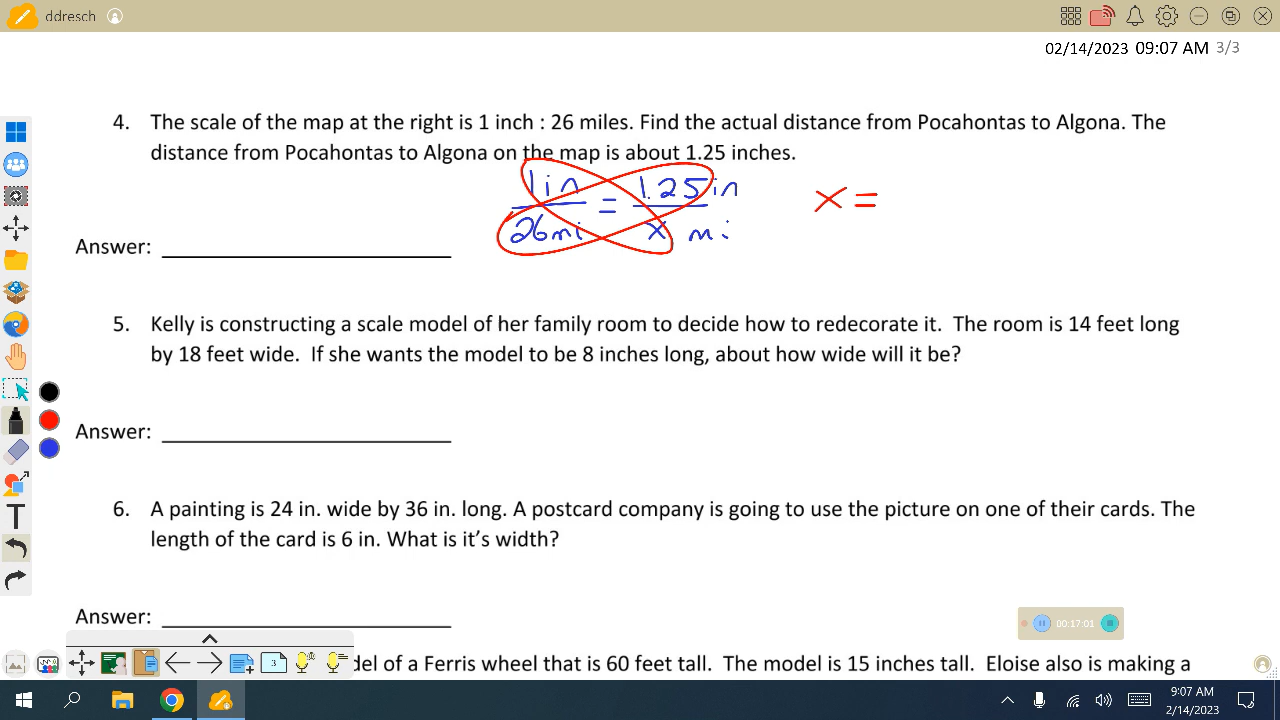 ddresch
02/14/2023 09:07 AM 3/3
4. The scale of the map at the right is 1 inch : 26 miles. Find the actual distance from Pocahontas to Algona. The
distance from Pocahontas to Algona on the map is about 1.25 inches.
1 in / 26 mi = 1.25 in / x mi
x =
Answer: ____________________
5. Kelly is constructing a scale model of her family room to decide how to redecorate it. The room is 14 feet long
by 18 feet wide. If she wants the model to be 8 inches long, about how wide will it be?
Answer: ____________________
6. A painting is 24 in. wide by 36 in. long. A postcard company is going to use the picture on one of their cards. The
length of the card is 6 in. What is it's width?
Answer: ____________________
00:17:01
del of a Ferris wheel that is 60 feet tall. The model is 15 inches tall. Eloise also is making a
T
3
9:07 AM
2/14/2023